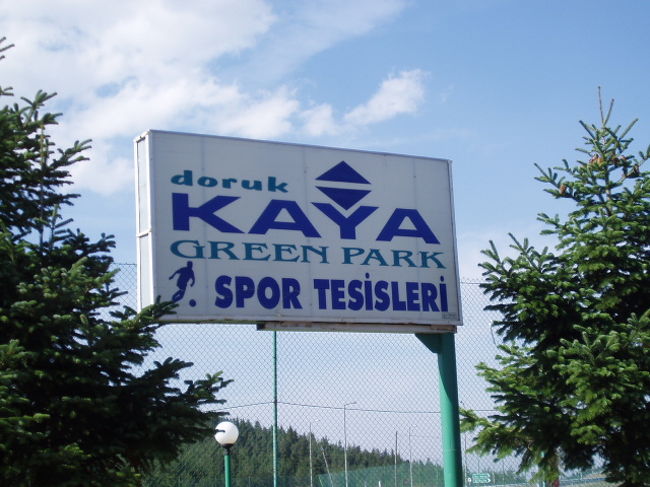 doruk
KAYA
GREEN PARK
SPOR TESİSLERİ